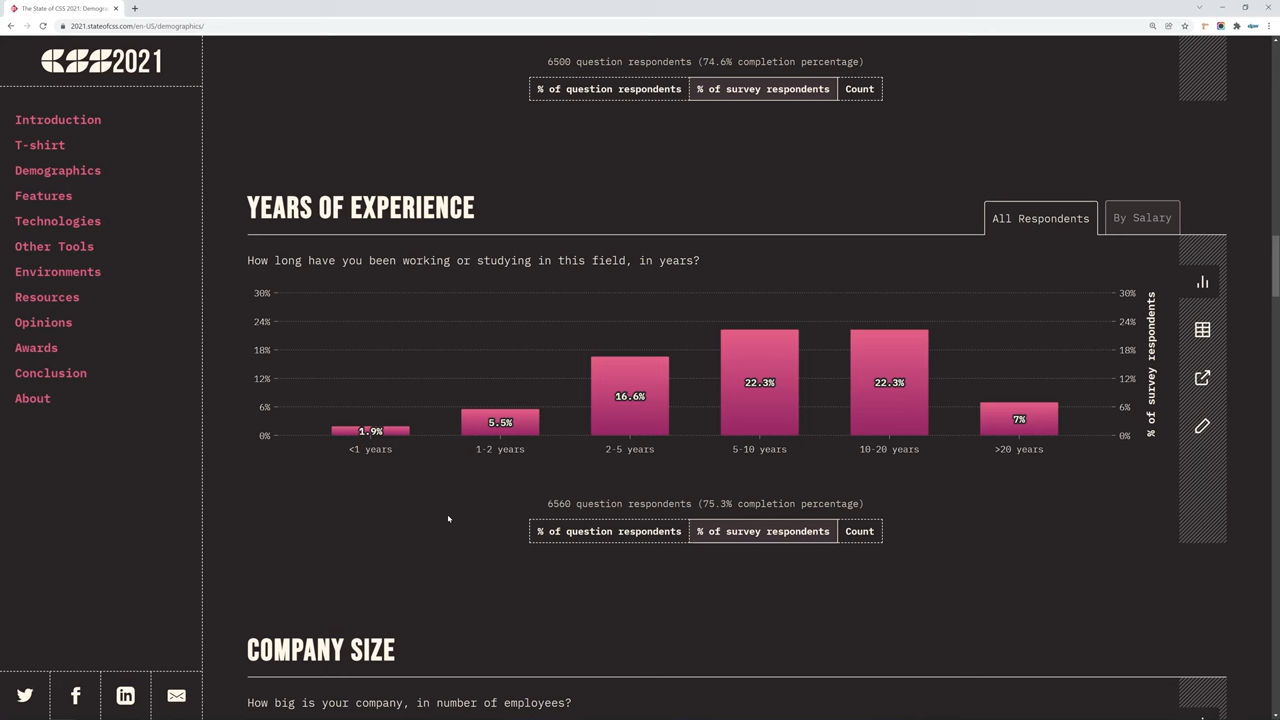 The State of CSS 2021: Demogra
2021.stateofcss.com/en-US/demographics/
CSS2021
Introduction
T-shirt
Demographics
Features
Technologies
Other Tools
Environments
Resources
Opinions
Awards
Conclusion
About
6500 question respondents (74.6% completion percentage)
% of question respondents % of survey respondents Count
YEARS OF EXPERIENCE
All Respondents By Salary
How long have you been working or studying in this field, in years?
30% 30%
24% 24%
18% 18%
12% 12%
6% 6%
0% 0%
1.9% 5.5% 16.6% 22.3% 22.3% 7%
<1 years 1-2 years 2-5 years 5-10 years 10-20 years >20 years
% of survey respondents
6560 question respondents (75.3% completion percentage)
% of question respondents % of survey respondents Count
COMPANY SIZE
How big is your company, in number of employees?